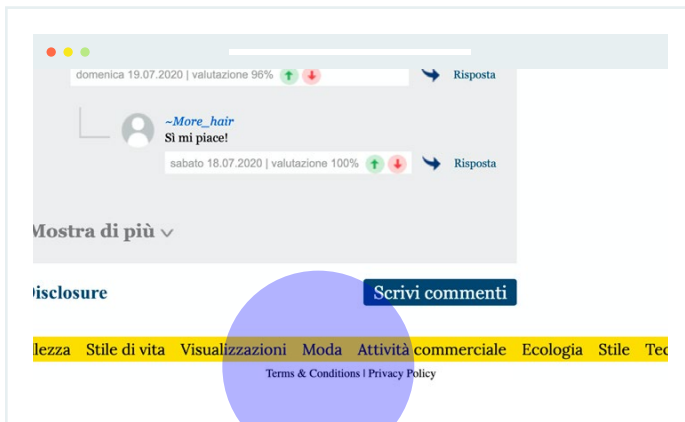 domenica 19.07.2020 | valutazione 96% Risposta
~More_hair
Sì mi piace!
sabato 18.07.2020 | valutazione 100% Risposta
Mostra di più
Disclosure Scrivi commenti
llezza Stile di vita Visualizzazioni Moda Attività commerciale Ecologia Stile Tec
Terms & Conditions | Privacy Policy